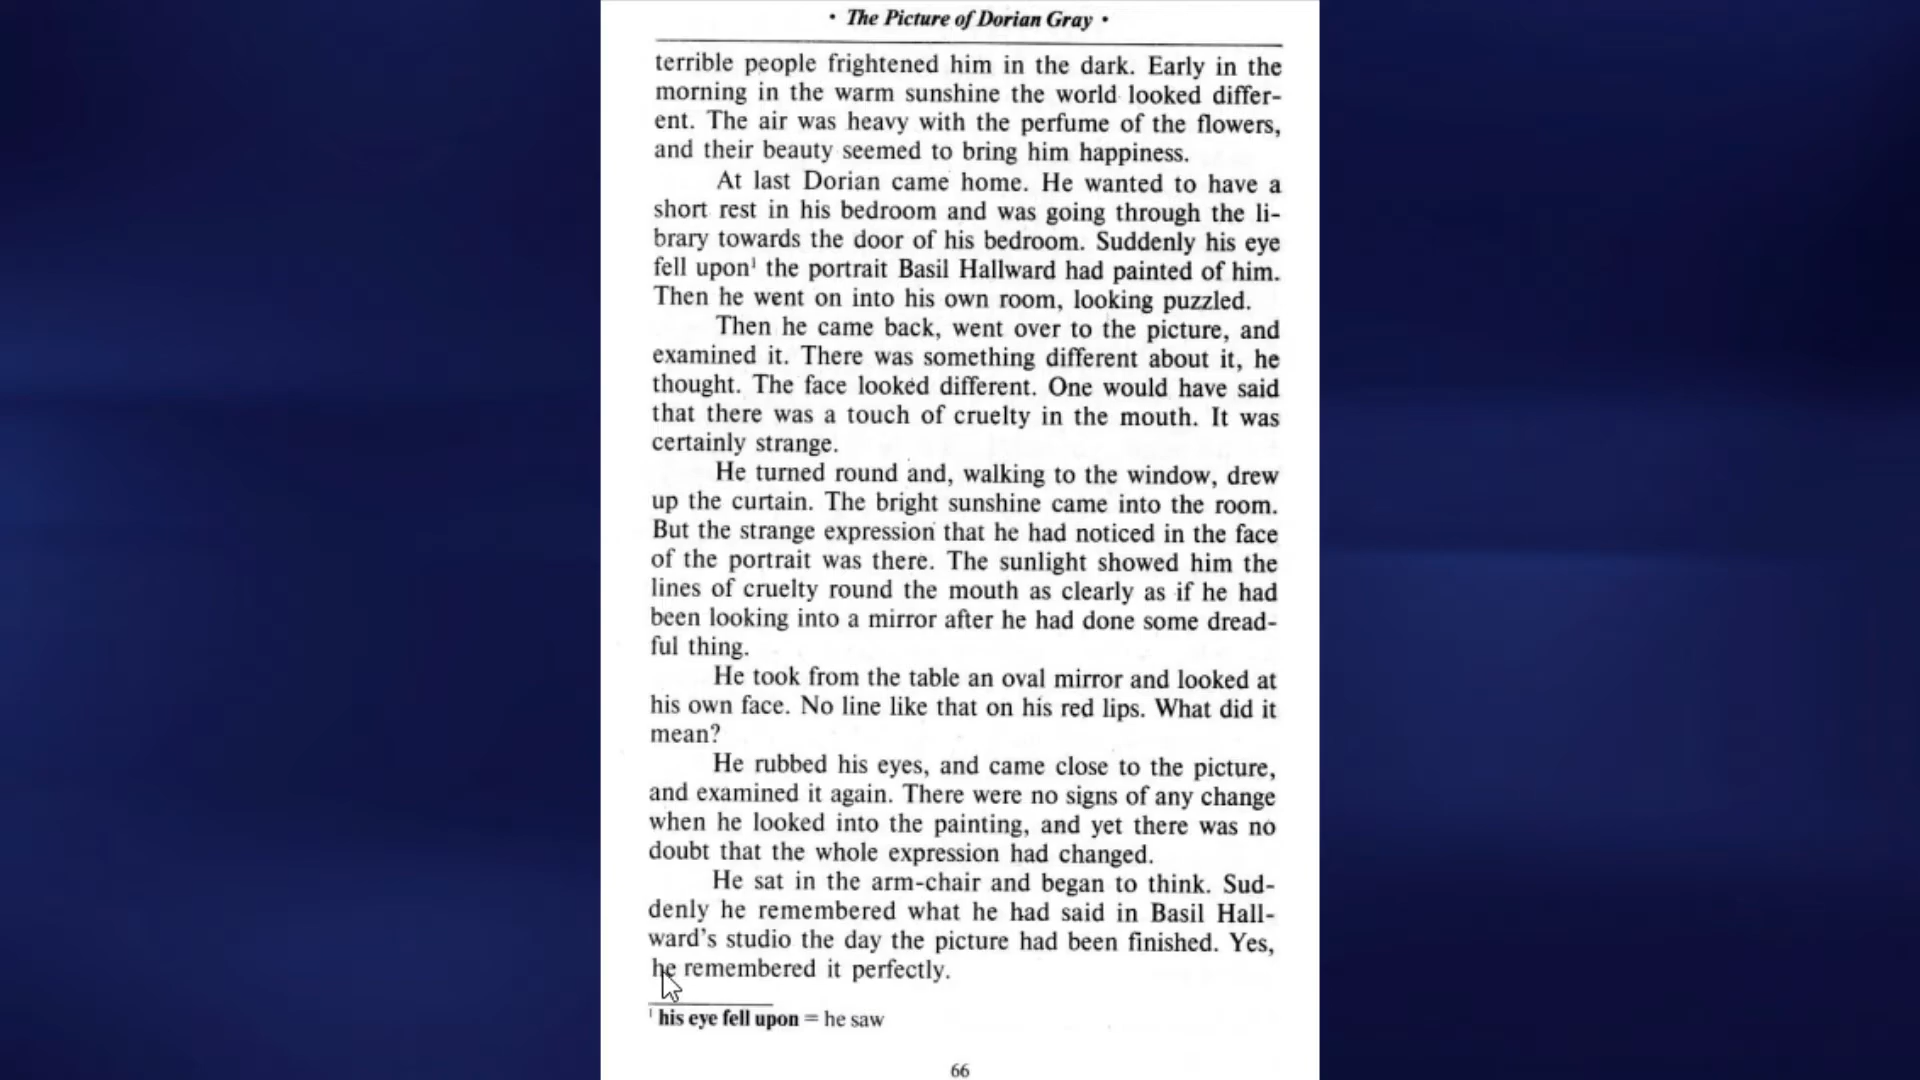 • The Picture of Dorian Gray •
terrible people frightened him in the dark. Early in the
morning in the warm sunshine the world looked differ-
ent. The air was heavy with the perfume of the flowers,
and their beauty seemed to bring him happiness.
At last Dorian came home. He wanted to have a
short rest in his bedroom and was going through the li-
brary towards the door of his bedroom. Suddenly his eye
fell upon¹ the portrait Basil Hallward had painted of him.
Then he went on into his own room, looking puzzled.
Then he came back, went over to the picture, and
examined it. There was something different about it, he
thought. The face looked different. One would have said
that there was a touch of cruelty in the mouth. It was
certainly strange.
He turned round and, walking to the window, drew
up the curtain. The bright sunshine came into the room.
But the strange expression that he had noticed in the face
of the portrait was there. The sunlight showed him the
lines of cruelty round the mouth as clearly as if he had
been looking into a mirror after he had done some dread-
ful thing.
He took from the table an oval mirror and looked at
his own face. No line like that on his red lips. What did it
mean?
He rubbed his eyes, and came close to the picture,
and examined it again. There were no signs of any change
when he looked into the painting, and yet there was no
doubt that the whole expression had changed.
He sat in the arm-chair and began to think. Sud-
denly he remembered what he had said in Basil Hall-
ward's studio the day the picture had been finished. Yes,
he remembered it perfectly.
¹ his eye fell upon = he saw
66